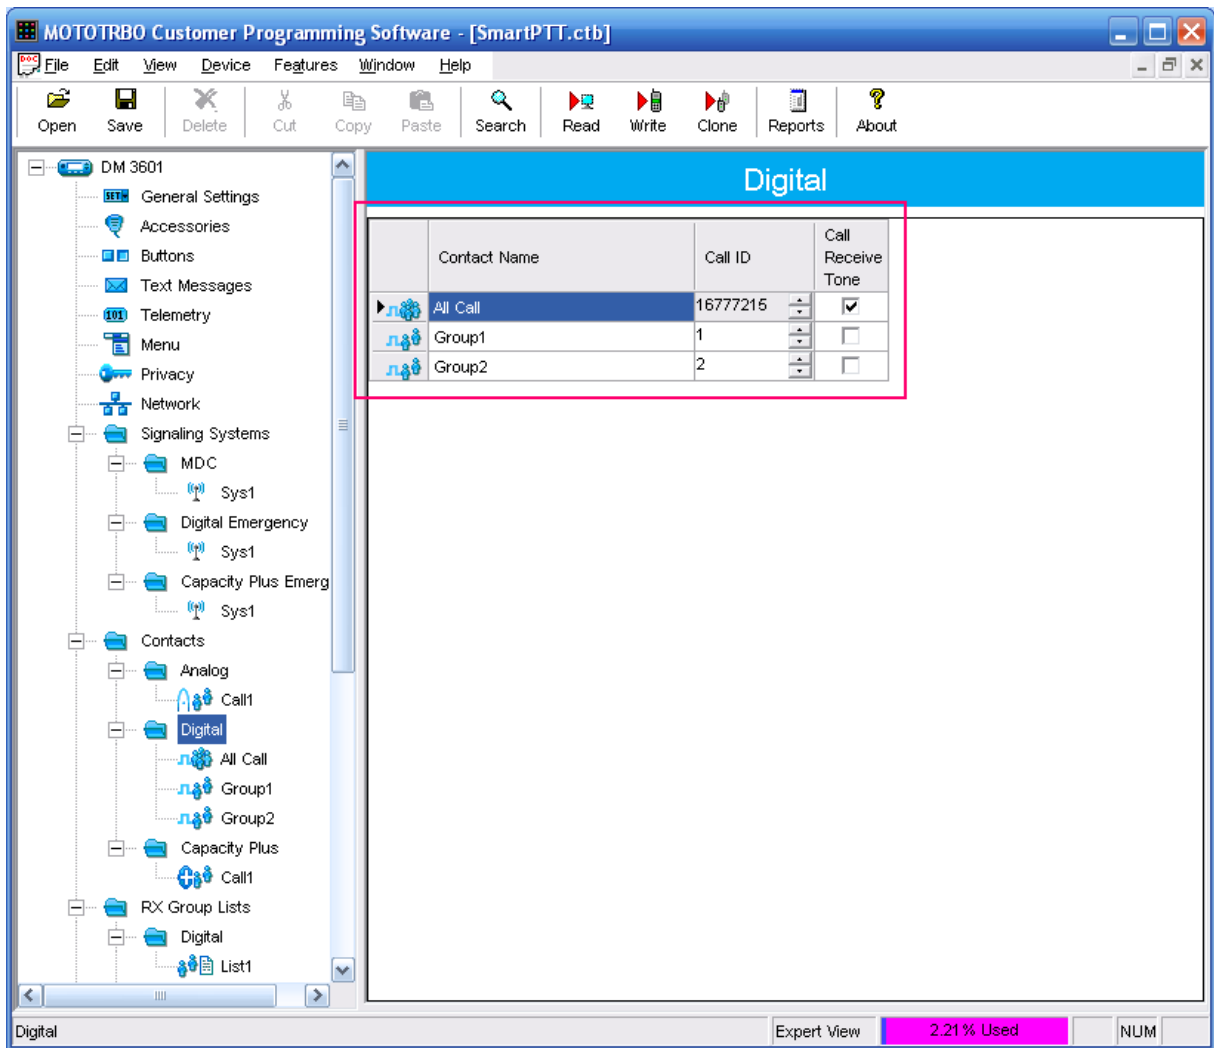 MOTOTRBO Customer Programming Software - [SmartPTT.ctb]
File Edit View Device Features Window Help
Open Save Delete Cut Copy Paste Search Read Write Clone Reports About
DM 3601
General Settings
Accessories
Buttons
Text Messages
Telemetry
Menu
Privacy
Network
Signaling Systems
MDC
Sys1
Digital Emergency
Sys1
Capacity Plus Emerg
Sys1
Contacts
Analog
Call1
Digital
All Call
Group1
Group2
Capacity Plus
Call1
RX Group Lists
Digital
List1
Digital
Contact Name Call ID Call Receive Tone
All Call 16777215
Group1 1
Group2 2
Digital Expert View 2.21% Used NUM